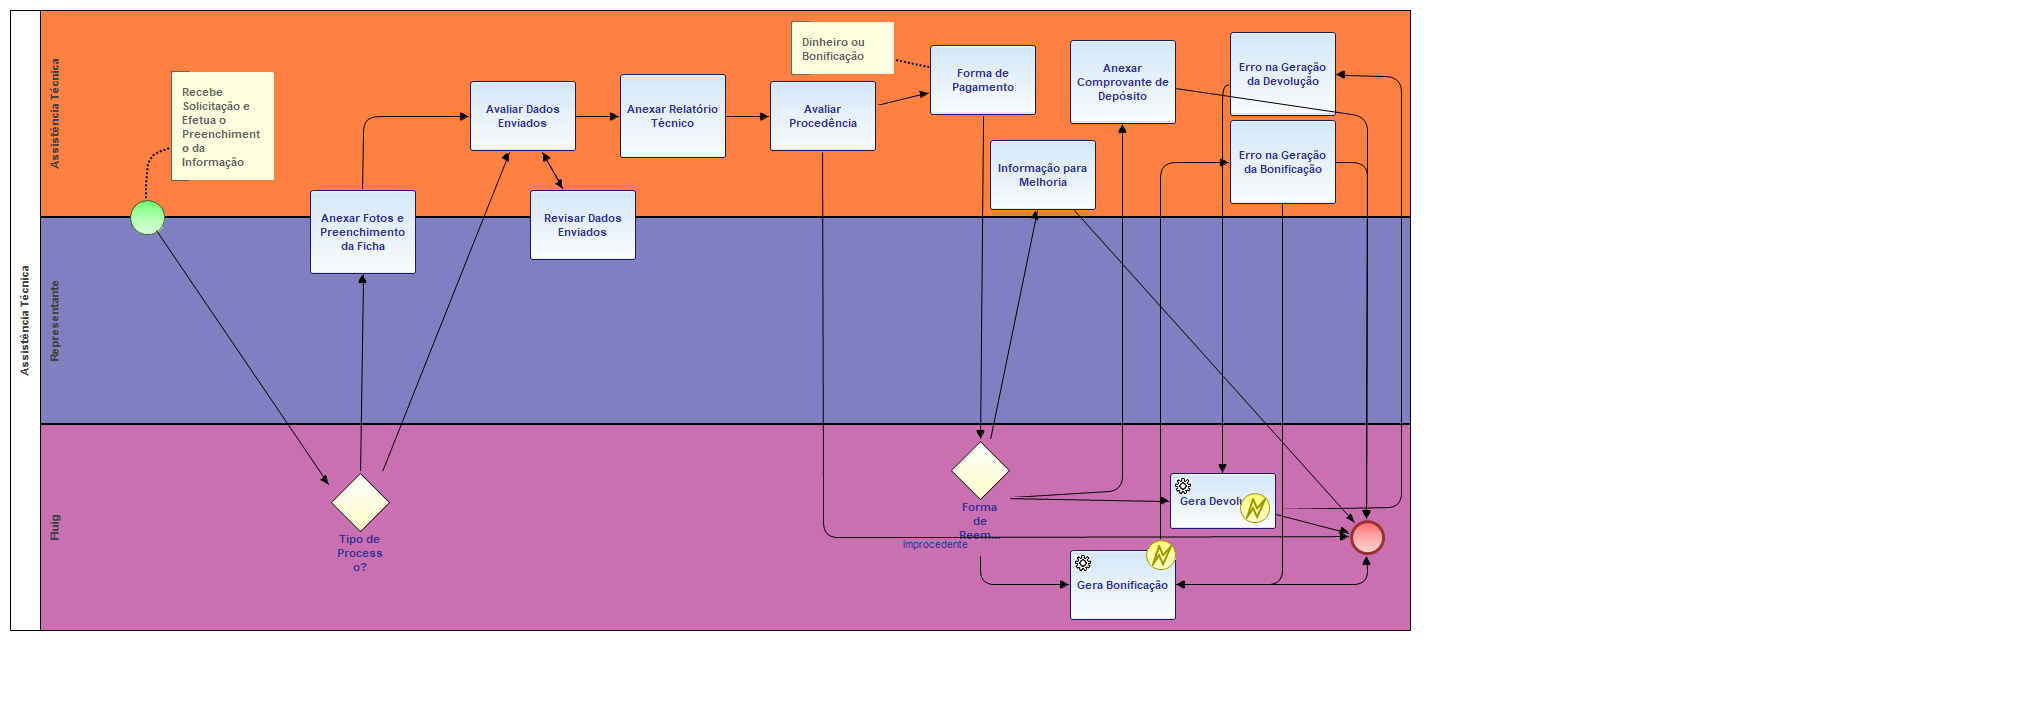 Assistência Técnica
Assistência Técnica
Representante
Fluig
Recebe
Solicitação e
Efetua o
Preenchiment
o da
Informação
Anexar Fotos e
Preenchimento
da Ficha
Avaliar Dados
Enviados
Revisar Dados
Enviados
Anexar Relatório
Técnico
Avaliar
Procedência
Dinheiro ou
Bonificação
Forma de
Pagamento
Informação para
Melhoria
Anexar
Comprovante de
Depósito
Erro na Geração
da Devolução
Erro na Geração
da Bonificação
Tipo de
Process
o?
Forma
de
Reem...
Improcedente
Gera Devolu
Gera Bonificação